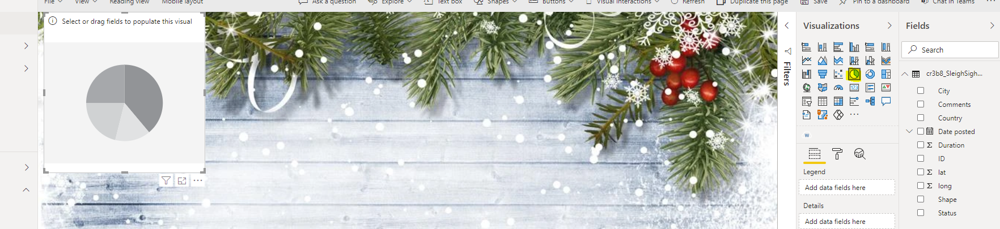 File View Reading view Mobile layout Ask a question Explore Text box Shapes Buttons Visual interactions Refresh Duplicate this page Save Pin to a dashboard Chat in Teams
Select or drag fields to populate this visual
Filters
Visualizations
123
W
Legend
Add data fields here
Details
Add data fields here
Fields
Search
cr3b8_SleighSigh...
City
Comments
Country
Date posted
Duration
ID
lat
long
Shape
Status